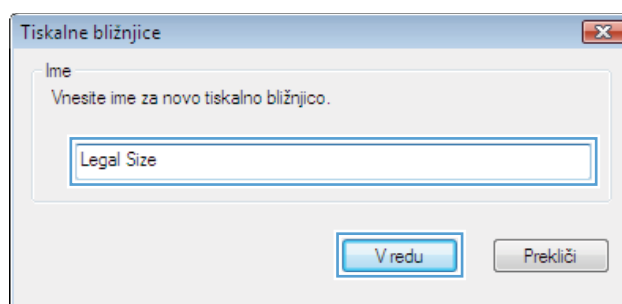 Tiskalne bližnjice
Ime
Vnesite ime za novo tiskalno bližnjico.
Legal Size
V redu
Prekliči